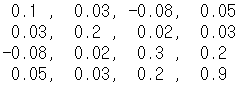 0.1 , 0.03, -0.08, 0.05
0.03, 0.2 , 0.02, 0.03
-0.08, 0.02, 0.3 , 0.2
0.05, 0.03, 0.2 , 0.9